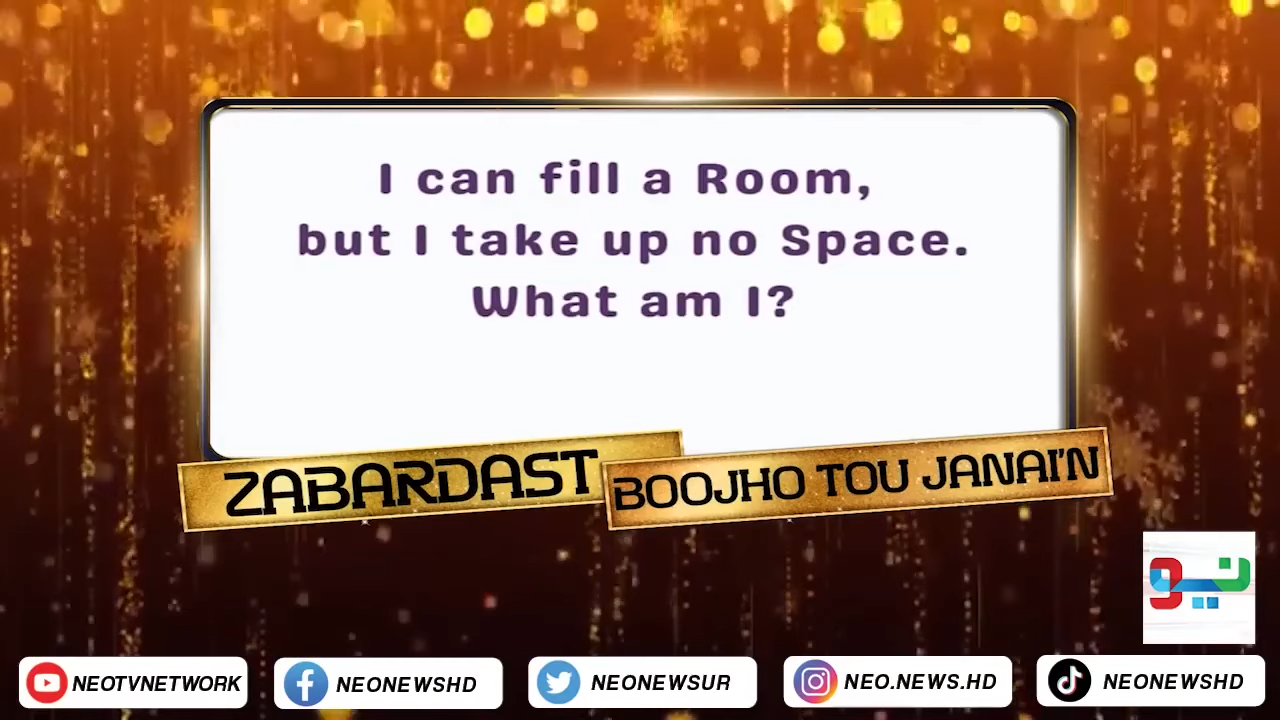 I can fill a Room,
but I take up no Space.
What am I?
ZABARDAST
BOOJHO TOU JANAI'N
نیو
NEOTVNETWORK
NEONEWSHD
NEONEWSUR
NEO.NEWS.HD
NEONEWSHD